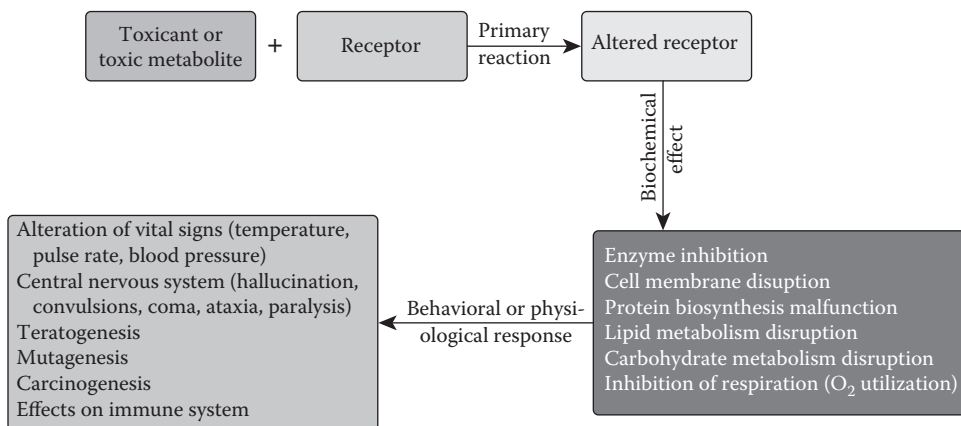 Toxicant or
toxic metabolite
+
Receptor
Primary
reaction
Altered receptor
Biochemical
effect
Enzyme inhibition
Cell membrane disruption
Protein biosynthesis malfunction
Lipid metabolism disruption
Carbohydrate metabolism disruption
Inhibition of respiration (O₂ utilization)
Behavioral or physi-
ological response
Alteration of vital signs (temperature,
pulse rate, blood pressure)
Central nervous system (hallucination,
convulsions, coma, ataxia, paralysis)
Teratogenesis
Mutagenesis
Carcinogenesis
Effects on immune system